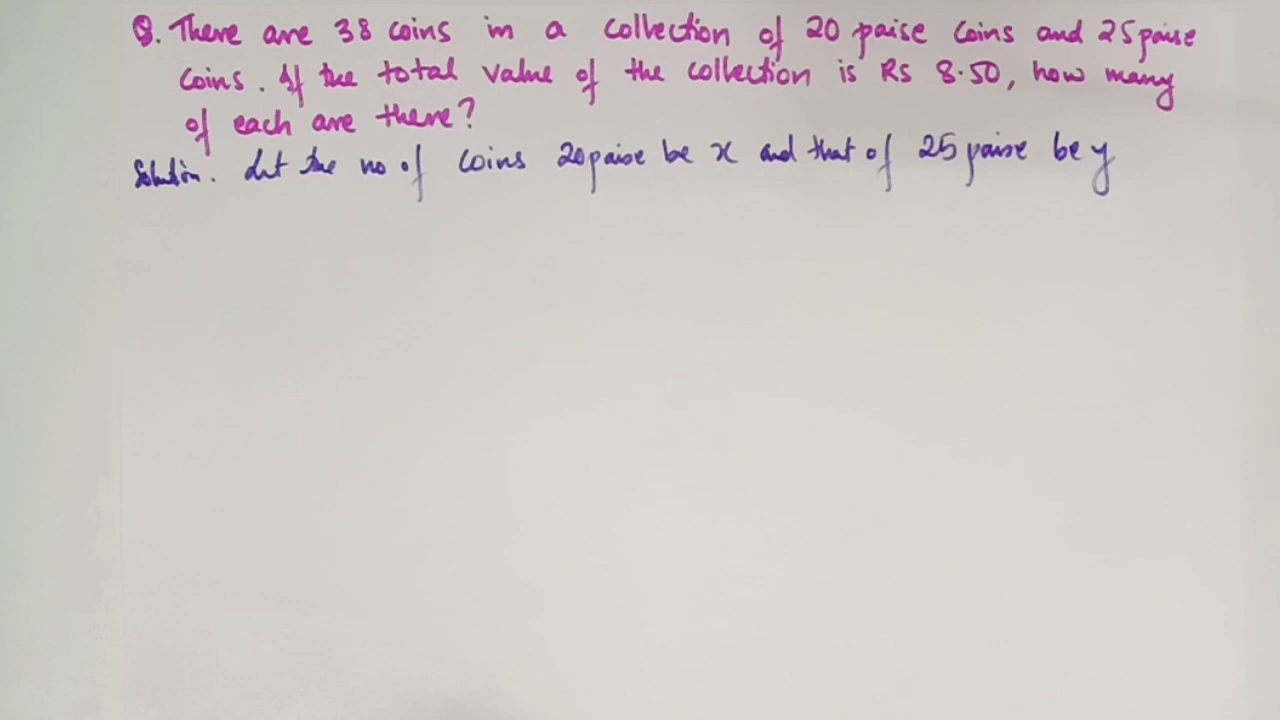 Q. There are 38 coins in a collection of 20 paise coins and 25 paise
coins. If the total value of the collection is Rs 8.50, how many
of each are there?
Solution. Let the no of coins 20 paise be x and that of 25 paise be y